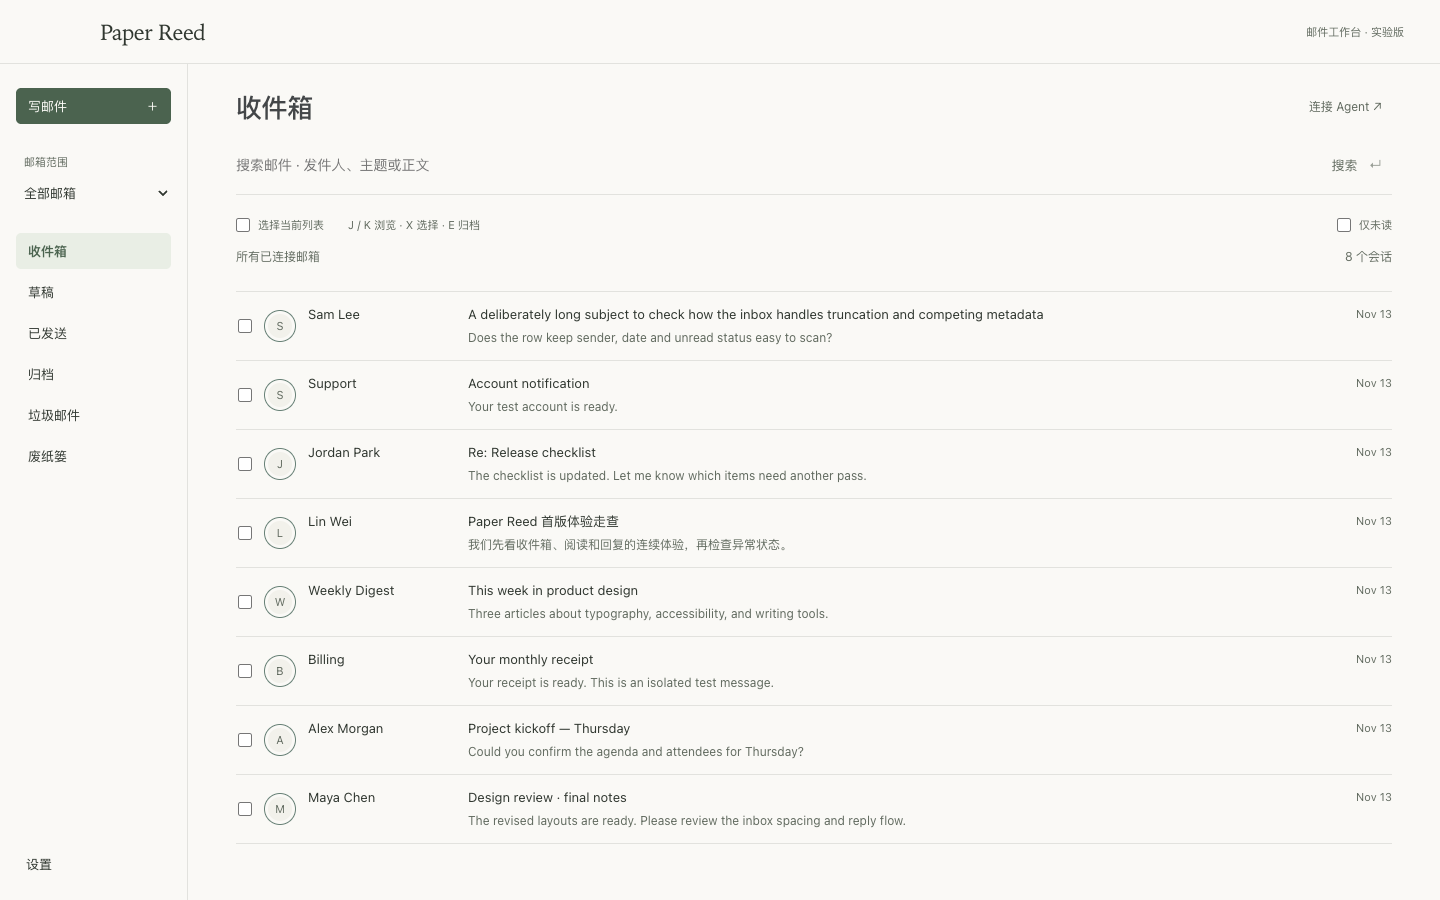 Paper Reed
邮件工作台 · 实验版
写邮件 +
邮箱范围
全部邮箱
收件箱
草稿
已发送
归档
垃圾邮件
废纸篓
设置
收件箱
连接 Agent ↗
搜索邮件 · 发件人、主题或正文
搜索 ↵
选择当前列表 J / K 浏览 · X 选择 · E 归档
仅未读
所有已连接邮箱
8 个会话
S Sam Lee A deliberately long subject to check how the inbox handles truncation and competing metadata Nov 13
Does the row keep sender, date and unread status easy to scan?
S Support Account notification Nov 13
Your test account is ready.
J Jordan Park Re: Release checklist Nov 13
The checklist is updated. Let me know which items need another pass.
L Lin Wei Paper Reed 首版体验走查 Nov 13
我们先看收件箱、阅读和回复的连续体验，再检查异常状态。
W Weekly Digest This week in product design Nov 13
Three articles about typography, accessibility, and writing tools.
B Billing Your monthly receipt Nov 13
Your receipt is ready. This is an isolated test message.
A Alex Morgan Project kickoff — Thursday Nov 13
Could you confirm the agenda and attendees for Thursday?
M Maya Chen Design review · final notes Nov 13
The revised layouts are ready. Please review the inbox spacing and reply flow.